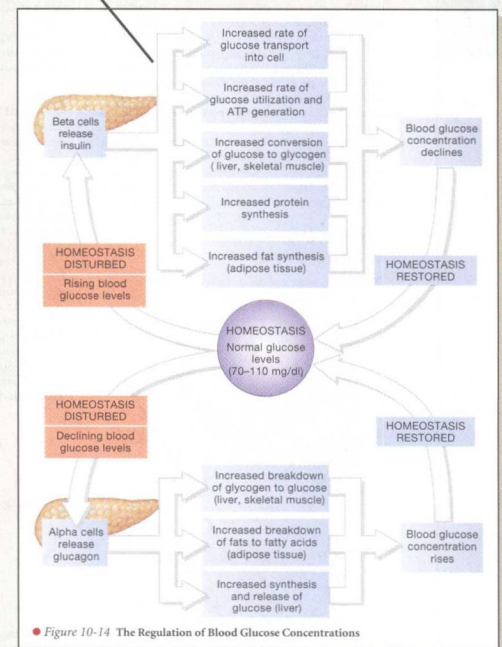 Increased rate of
glucose transport
into cell
Increased rate of
glucose utilization and
ATP generation
Beta cells
release
insulin
Increased conversion
of glucose to glycogen
(liver, skeletal muscle)
Blood glucose
concentration
declines
Increased protein
synthesis
Increased fat synthesis
(adipose tissue)
HOMEOSTASIS
DISTURBED
Rising blood
glucose levels
HOMEOSTASIS
RESTORED
HOMEOSTASIS
Normal glucose
levels
(70–110 mg/dl)
HOMEOSTASIS
DISTURBED
Declining blood
glucose levels
HOMEOSTASIS
RESTORED
Increased breakdown
of glycogen to glucose
(liver, skeletal muscle)
Alpha cells
release
glucagon
Increased breakdown
of fats to fatty acids
(adipose tissue)
Blood glucose
concentration
rises
Increased synthesis
and release of
glucose (liver)
● Figure 10-14 The Regulation of Blood Glucose Concentrations